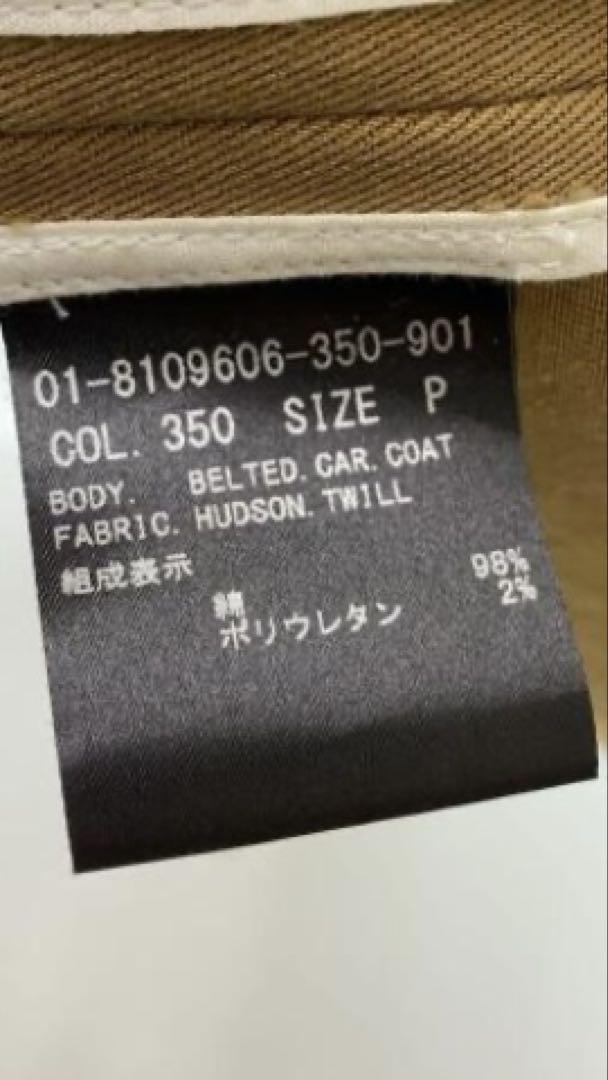 01-8109606-350-901
COL. 350 SIZE P
BODY. BELTED. CAR. COAT
FABRIC. HUDSON. TWILL
組成表示
綿 98%
ポリウレタン 2%